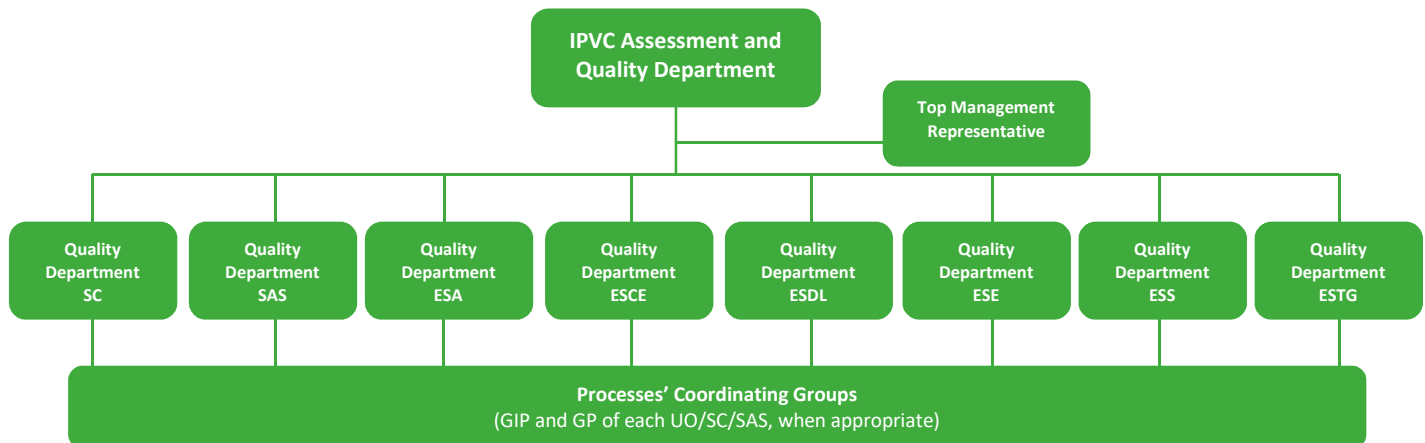 IPVC Assessment and
Quality Department
Top Management
Representative
Quality
Department
SC
Quality
Department
SAS
Quality
Department
ESA
Quality
Department
ESCE
Quality
Department
ESDL
Quality
Department
ESE
Quality
Department
ESS
Quality
Department
ESTG
Processes’ Coordinating Groups
(GIP and GP of each UO/SC/SAS, when appropriate)